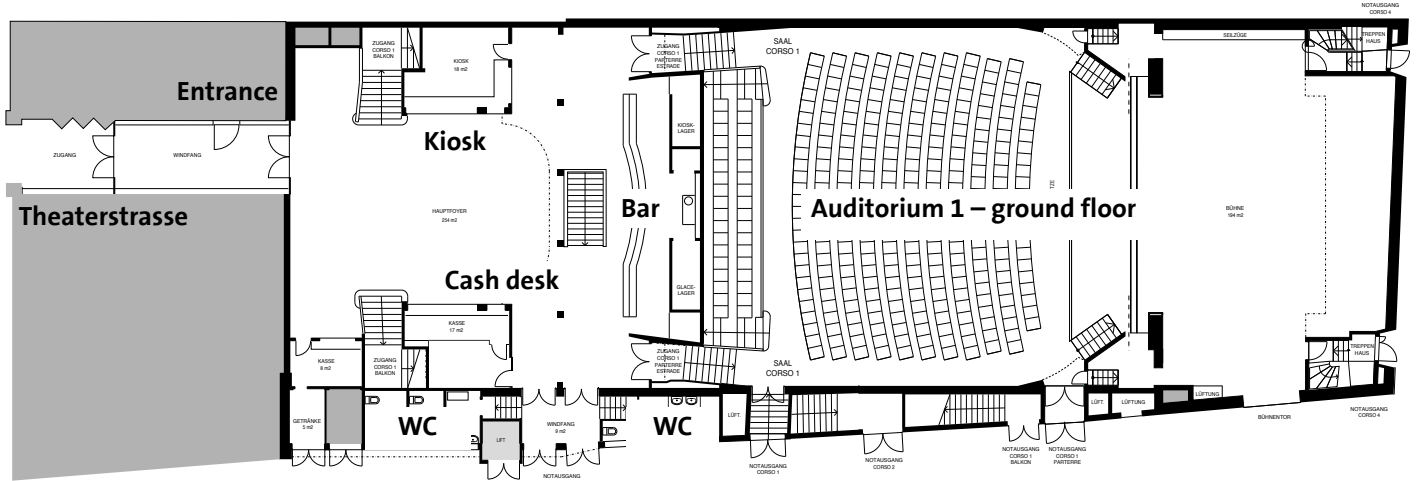 NOTAUSGANG
CORSO 4
ZUGANG
CORSO 1
BALKON
KIOSK
18 m2
ZUGANG
CORSO 1
PARTERRE
ESTRADE
SAAL
CORSO 1
SEILZÜGE
TREPPEN
HAUS
Entrance
Kiosk
KIOSK-
LAGER
ZUGANG
WINDFANG
Theaterstrasse
HAUPTFOYER
254 m2
Bar
Auditorium 1 – ground floor
TZE
BÜHNE
194 m2
Cash desk
GLACE-
LAGER
KASSE
17 m2
KASSE
8 m2
ZUGANG
CORSO 1
BALKON
ZUGANG
CORSO 1
PARTERRE
ESTRADE
SAAL
CORSO 1
TREPPEN
HAUS
GETRÄNKE
5 m2
WC
LIFT
WINDFANG
9 m2
WC
LÜFT.
LÜFT.
LÜFTUNG
LÜFTUNG
BÜHNENTOR
NOTAUSGANG
CORSO 4
NOTAUSGANG
NOTAUSGANG
CORSO 1
NOTAUSGANG
CORSO 2
NOTAUSGANG
CORSO 1
BALKON
NOTAUSGANG
CORSO 1
PARTERRE